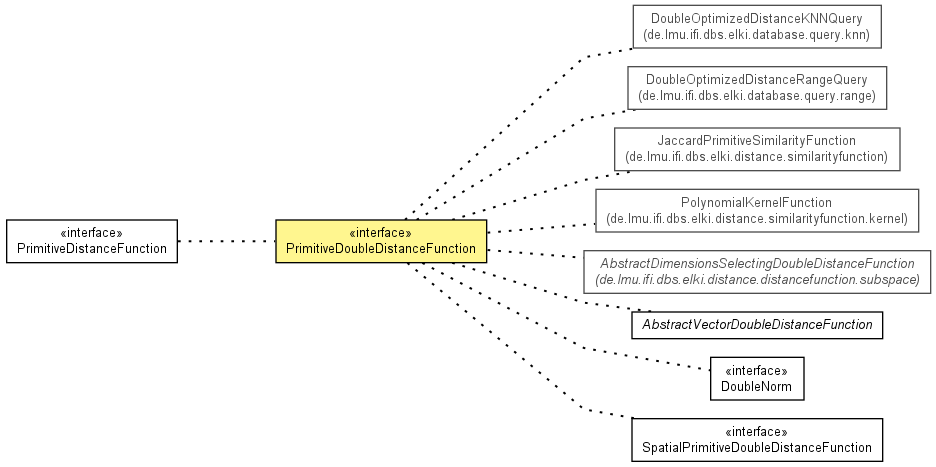 DoubleOptimizedDistanceKNNQuery
(de.lmu.ifi.dbs.elki.database.query.knn)
DoubleOptimizedDistanceRangeQuery
(de.lmu.ifi.dbs.elki.database.query.range)
JaccardPrimitiveSimilarityFunction
(de.lmu.ifi.dbs.elki.distance.similarityfunction)
PolynomialKernelFunction
(de.lmu.ifi.dbs.elki.distance.similarityfunction.kernel)
«interface»
PrimitiveDistanceFunction
«interface»
PrimitiveDoubleDistanceFunction
AbstractDimensionsSelectingDoubleDistanceFunction
(de.lmu.ifi.dbs.elki.distance.distancefunction.subspace)
AbstractVectorDoubleDistanceFunction
«interface»
DoubleNorm
«interface»
SpatialPrimitiveDoubleDistanceFunction